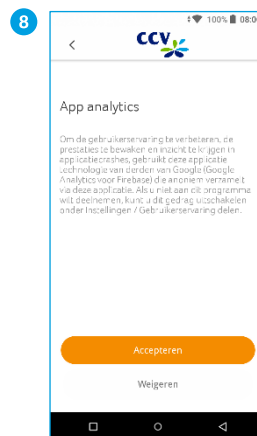 8
100% 08:0
CCV
App analytics
Om de gebruikerservaring te verbeteren, de
prestaties te bewaken en inzicht te krijgen in
applicatiecrashes, gebruikt deze applicatie
technologie van derden van Google (Google
Analytics voor Firebase) die anoniem verzamelt
via deze applicatie. Als u niet aan dit programma
wilt deelnemen, kunt u dit gedrag uitschakelen
onder Instellingen / Gebruikerservaring delen.
Accepteren
Weigeren